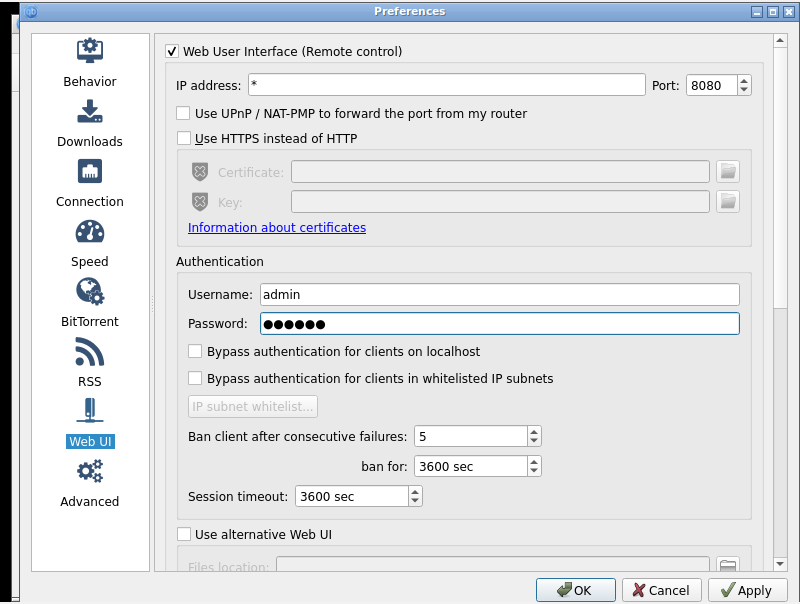 Preferences
Behavior
Downloads
Connection
Speed
BitTorrent
RSS
Web UI
Advanced
Web User Interface (Remote control)
IP address: * Port: 8080
Use UPnP / NAT-PMP to forward the port from my router
Use HTTPS instead of HTTP
Certificate:
Key:
Information about certificates
Authentication
Username: admin
Password: ●●●●●●
Bypass authentication for clients on localhost
Bypass authentication for clients in whitelisted IP subnets
IP subnet whitelist...
Ban client after consecutive failures: 5
ban for: 3600 sec
Session timeout: 3600 sec
Use alternative Web UI
Files location:
OK Cancel Apply